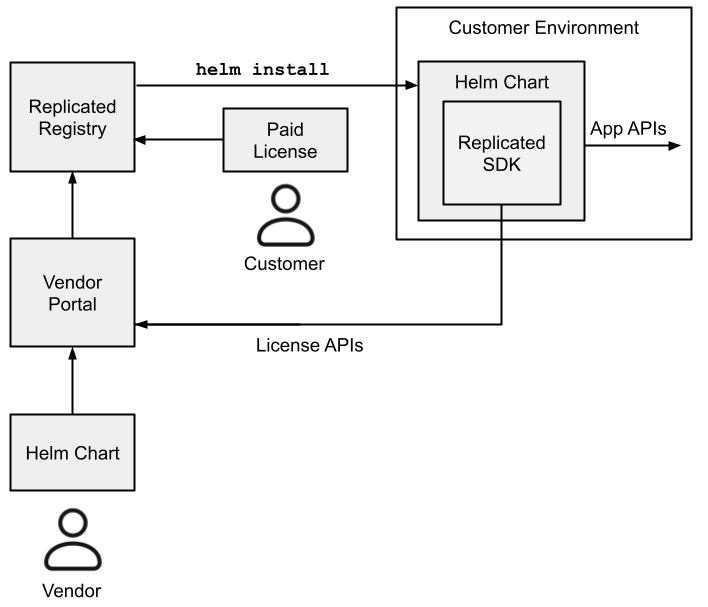 Customer Environment
helm install
Helm Chart
Replicated
Registry
Paid
License
Replicated
SDK
App APIs
Customer
Vendor
Portal
License APIs
Helm Chart
Vendor